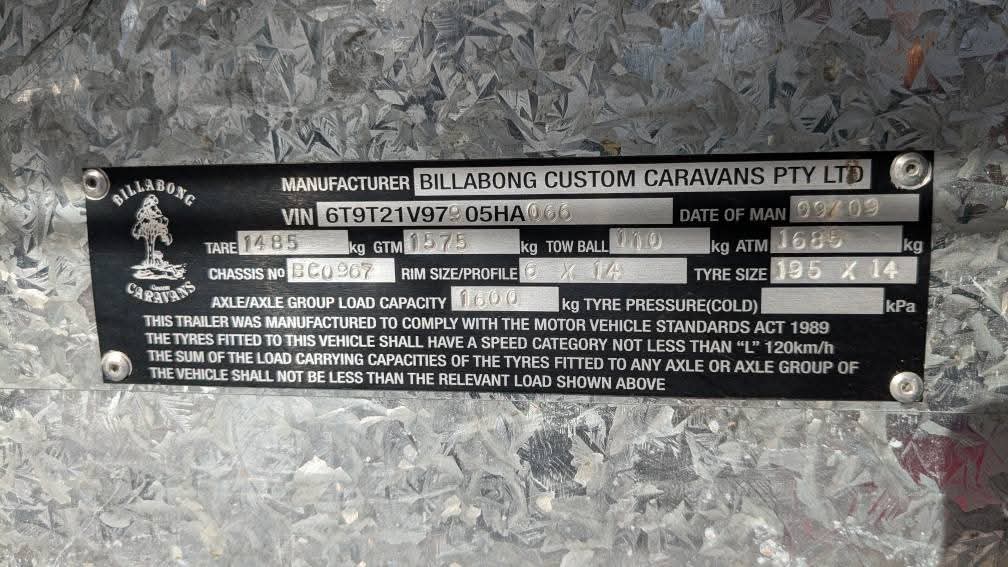 BILLABONG
Custom
CARAVANS
MANUFACTURER BILLABONG CUSTOM CARAVANS PTY LTD
VIN 6T9T21V97905HA066 DATE OF MAN 09/09
TARE 1485 kg GTM 1575 kg TOW BALL 110 kg ATM 1685 kg
CHASSIS NO BC0967 RIM SIZE/PROFILE 6 X 14 TYRE SIZE 195 X 14
AXLE/AXLE GROUP LOAD CAPACITY 1600 kg TYRE PRESSURE(COLD) kPa
THIS TRAILER WAS MANUFACTURED TO COMPLY WITH THE MOTOR VEHICLE STANDARDS ACT 1989
THE TYRES FITTED TO THIS VEHICLE SHALL HAVE A SPEED CATEGORY NOT LESS THAN “L” 120km/h
THE SUM OF THE LOAD CARRYING CAPACITIES OF THE TYRES FITTED TO ANY AXLE OR AXLE GROUP OF
THE VEHICLE SHALL NOT BE LESS THAN THE RELEVANT LOAD SHOWN ABOVE